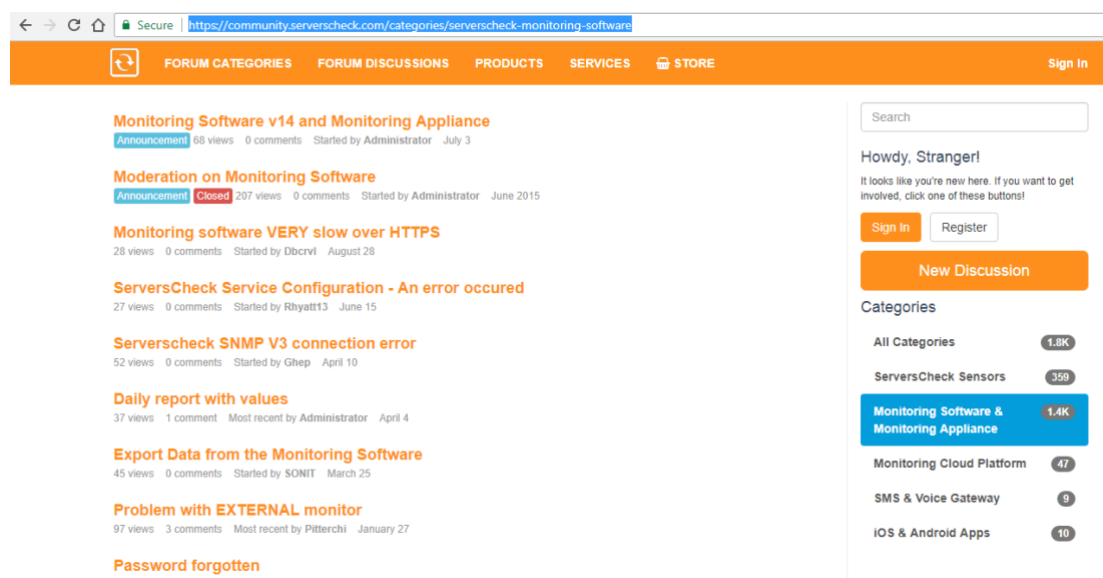 Secure https://community.serverscheck.com/categories/serverscheck-monitoring-software
FORUM CATEGORIES FORUM DISCUSSIONS PRODUCTS SERVICES STORE Sign In
Monitoring Software v14 and Monitoring Appliance
Announcement 68 views 0 comments Started by Administrator July 3
Moderation on Monitoring Software
Announcement Closed 207 views 0 comments Started by Administrator June 2015
Monitoring software VERY slow over HTTPS
28 views 0 comments Started by Dbcrvl August 28
ServersCheck Service Configuration - An error occured
27 views 0 comments Started by Rhyatt13 June 15
Serverscheck SNMP V3 connection error
52 views 0 comments Started by Ghep April 10
Daily report with values
37 views 1 comment Most recent by Administrator April 4
Export Data from the Monitoring Software
45 views 0 comments Started by SONIT March 25
Problem with EXTERNAL monitor
97 views 3 comments Most recent by Pitterchi January 27
Password forgotten
Search
Howdy, Stranger!
It looks like you're new here. If you want to get
involved, click one of these buttons!
Sign In Register
New Discussion
Categories
All Categories 1.8K
ServersCheck Sensors 359
Monitoring Software & 1.4K
Monitoring Appliance
Monitoring Cloud Platform 47
SMS & Voice Gateway 9
iOS & Android Apps 10